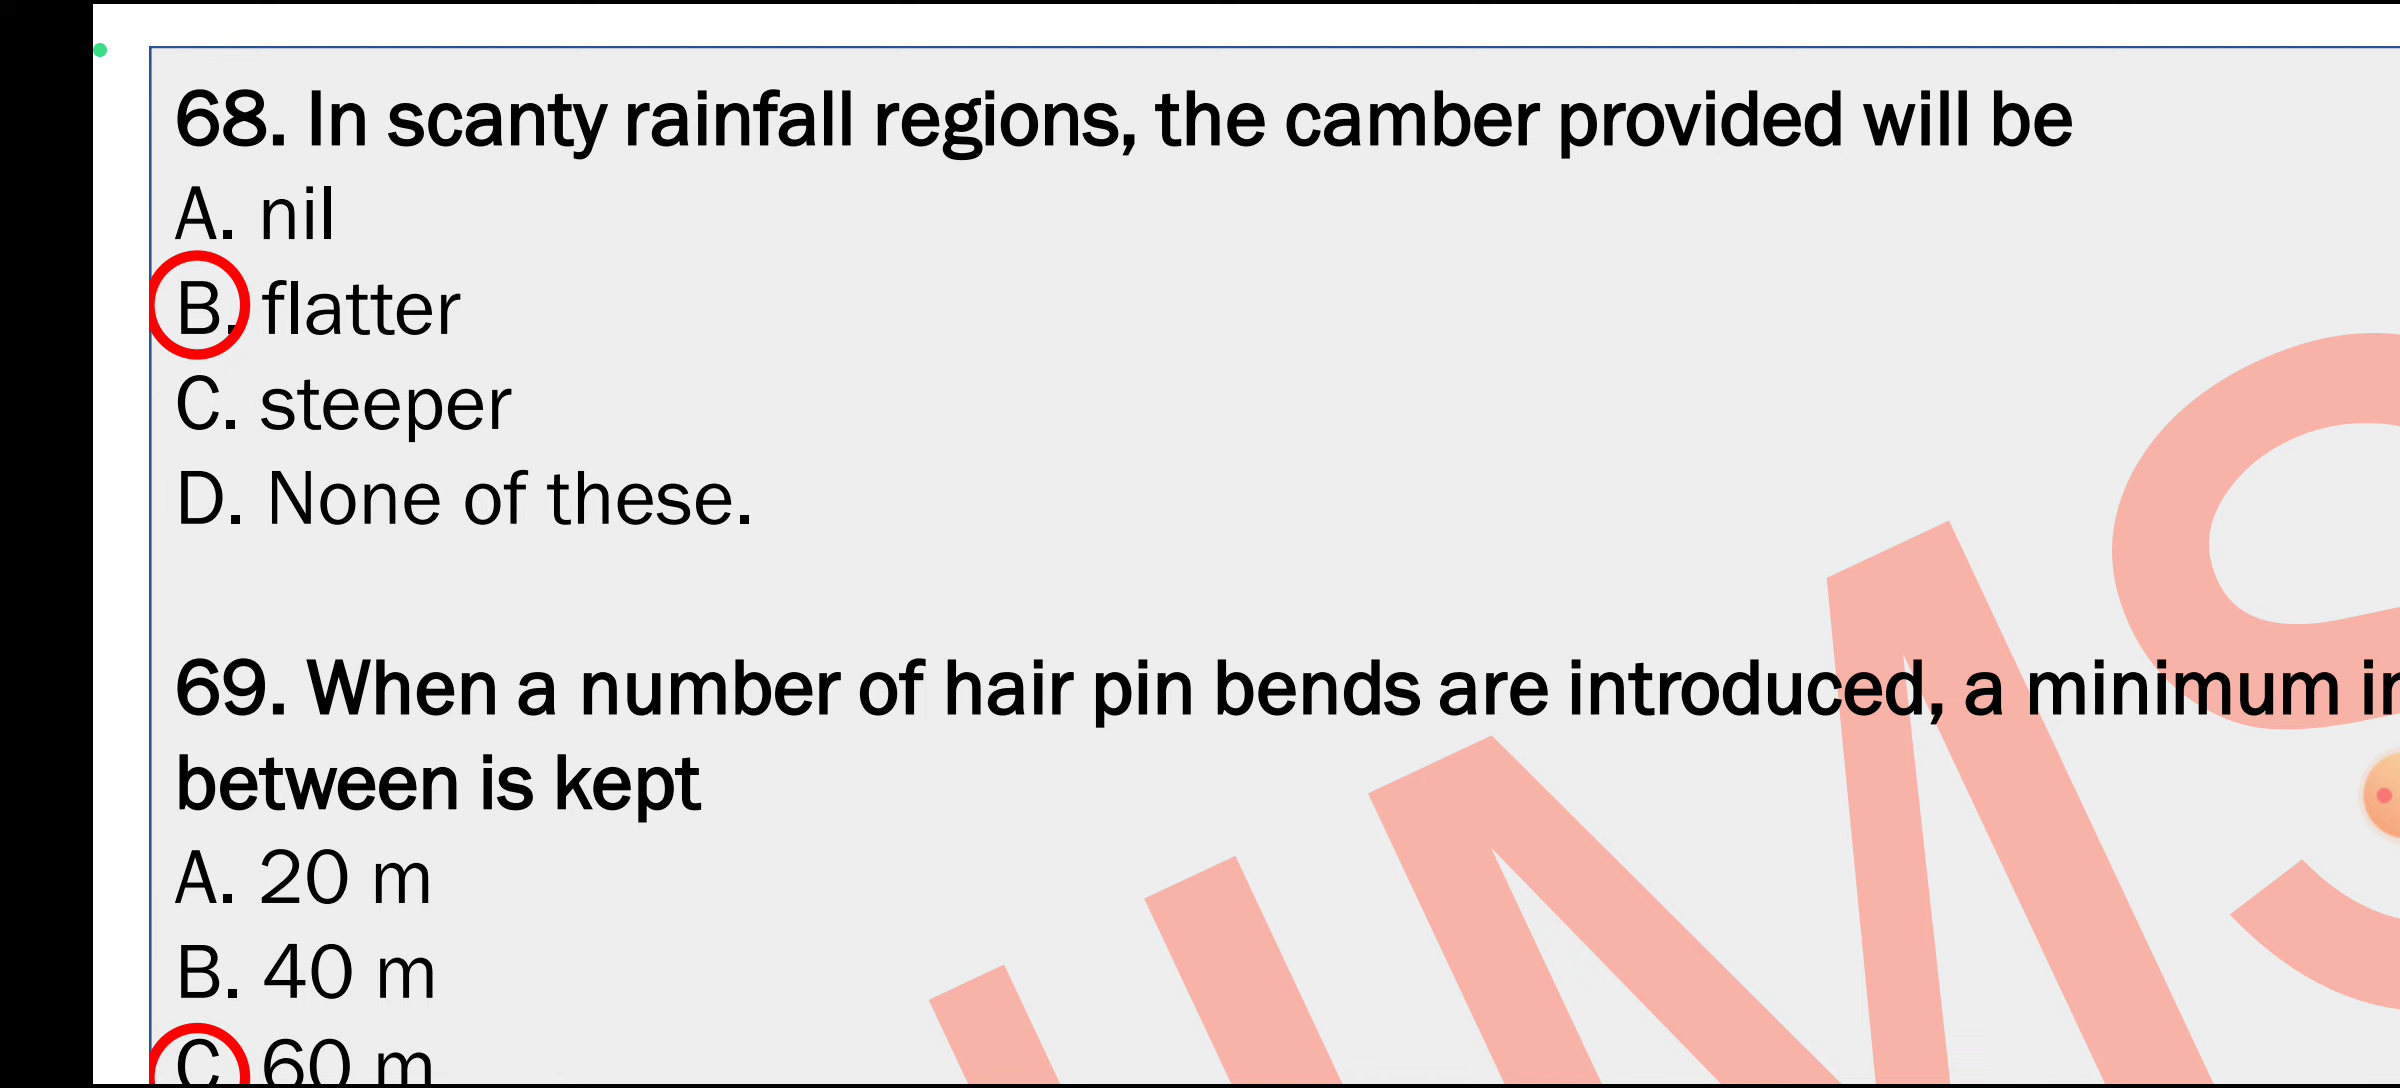 68. In scanty rainfall regions, the camber provided will be
A. nil
B. flatter
C. steeper
D. None of these.
69. When a number of hair pin bends are introduced, a minimum
between is kept
A. 20 m
B. 40 m
C 60 m